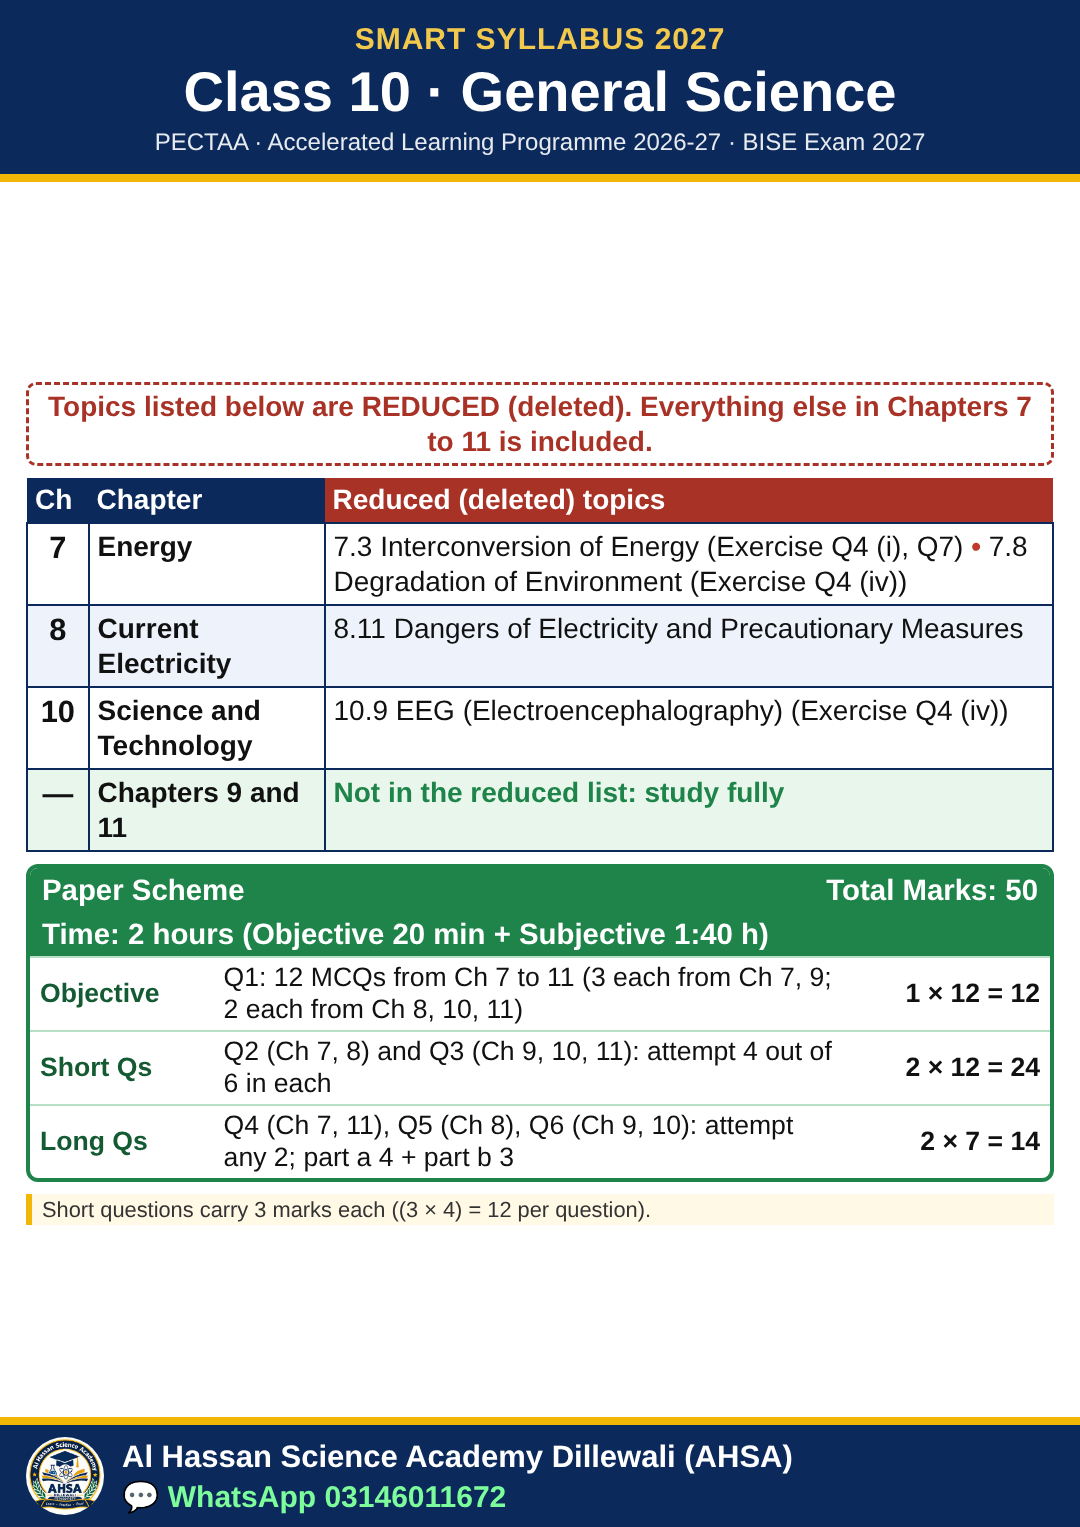 SMART SYLLABUS 2027
Class 10 · General Science
PECTAA · Accelerated Learning Programme 2026-27 · BISE Exam 2027
Topics listed below are REDUCED (deleted). Everything else in Chapters 7
to 11 is included.
Ch Chapter Reduced (deleted) topics
7 Energy 7.3 Interconversion of Energy (Exercise Q4 (i), Q7) • 7.8
Degradation of Environment (Exercise Q4 (iv))
8 Current 8.11 Dangers of Electricity and Precautionary Measures
Electricity
10 Science and 10.9 EEG (Electroencephalography) (Exercise Q4 (iv))
Technology
— Chapters 9 and Not in the reduced list: study fully
11
Paper Scheme Total Marks: 50
Time: 2 hours (Objective 20 min + Subjective 1:40 h)
Objective Q1: 12 MCQs from Ch 7 to 11 (3 each from Ch 7, 9; 1 × 12 = 12
2 each from Ch 8, 10, 11)
Short Qs Q2 (Ch 7, 8) and Q3 (Ch 9, 10, 11): attempt 4 out of 2 × 12 = 24
6 in each
Long Qs Q4 (Ch 7, 11), Q5 (Ch 8), Q6 (Ch 9, 10): attempt 2 × 7 = 14
any 2; part a 4 + part b 3
Short questions carry 3 marks each ((3 × 4) = 12 per question).
Al Hassan Science Academy
AHSA
DILLEWALI
Al Hassan Science Academy Dillewali (AHSA)
WhatsApp 03146011672